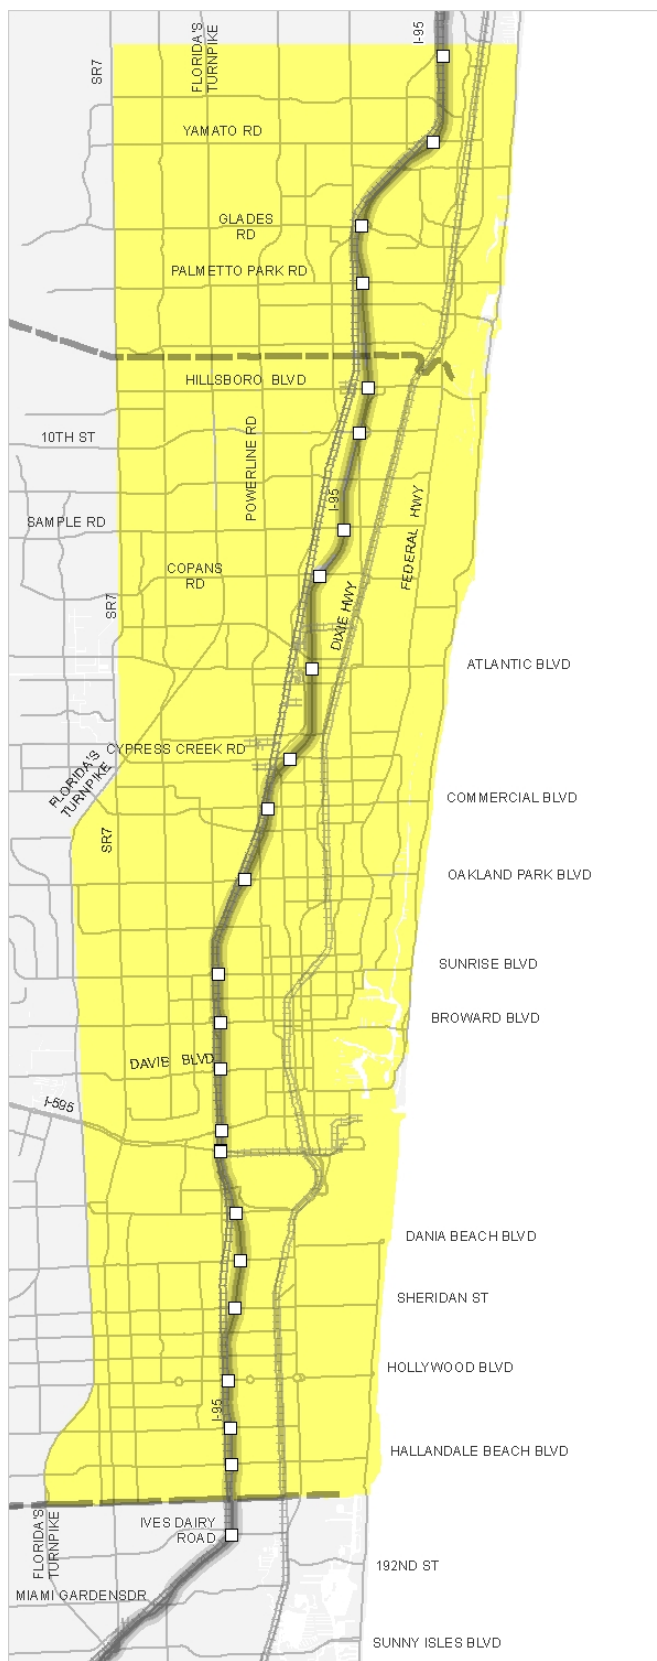 I-95
SR7
FLORIDA'S
TURNPIKE
YAMATO RD
GLADES
RD
PALMETTO PARK RD
HILLSBORO BLVD
10TH ST
POWERLINE RD
I-95
FEDERAL HWY
SAMPLE RD
COPANS
RD
SR7
DIXIE HWY
ATLANTIC BLVD
CYPRESS CREEK RD
FLORIDA'S
TURNPIKE
COMMERCIAL BLVD
SR7
OAKLAND PARK BLVD
SUNRISE BLVD
BROWARD BLVD
DAVIE BLVD
I-595
DANIA BEACH BLVD
SHERIDAN ST
HOLLYWOOD BLVD
I-95
HALLANDALE BEACH BLVD
FLORIDA'S
TURNPIKE
IVES DAIRY
ROAD
192ND ST
MIAMI GARDENSDR
SUNNY ISLES BLVD